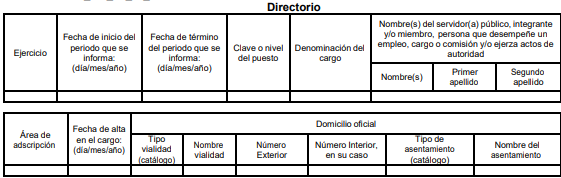 Directorio
Ejercicio
Fecha de inicio del
periodo que se
informa:
(día/mes/año)
Fecha de término
del periodo que se
informa:
(día/mes/año)
Clave o nivel
del puesto
Denominación del
cargo
Nombre(s) del servidor(a) público, integrante
y/o miembro, persona que desempeñe un
empleo, cargo o comisión y/o ejerza actos de
autoridad
Nombre(s)
Primer
apellido
Segundo
apellido
Área de
adscripción
Fecha de alta
en el cargo:
(día/mes/año)
Domicilio oficial
Tipo
vialidad
(catálogo)
Nombre
vialidad
Número
Exterior
Número Interior,
en su caso
Tipo de
asentamiento
(catálogo)
Nombre del
asentamiento